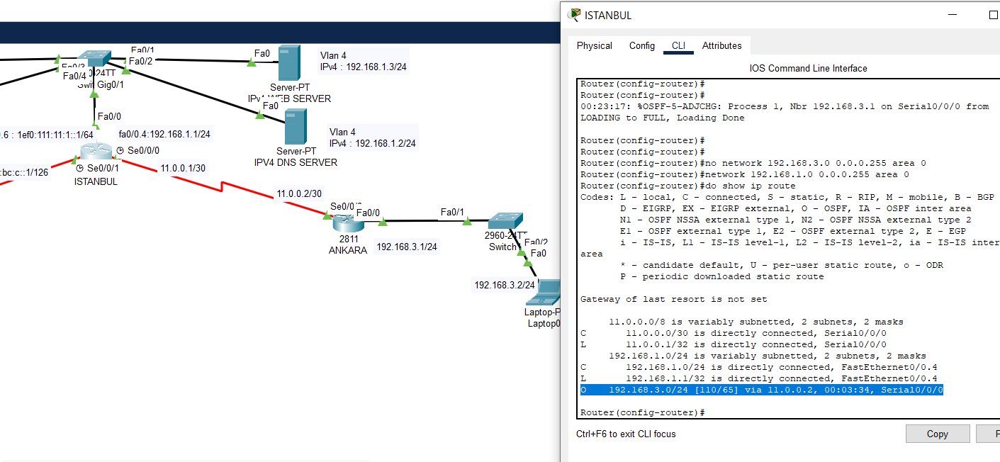 Fa0/1
Fa0
Vlan 4
IPv4 : 192.168.1.3/24
Fa0/2
Fa0/3
Fa0/4
24TT
Gig0/1
Server-PT
IPv4 WEB SERVER
Fa0
Fa0/0
.6 : 1ef0:111:11:1::1/64
fa0/0.4:192.168.1.1/24
Vlan 4
IPv4 : 192.168.1.2/24
Server-PT
IPV4 DNS SERVER
Se0/0/0
Se0/0/1
:bc:c::1/126
ISTANBUL
11.0.0.1/30
11.0.0.2/30
Fa0/0
Fa0/1
2811
ANKARA
192.168.3.1/24
2960-24TT
Switch
Fa0/2
Fa0
192.168.3.2/24
Laptop-P
Laptop0
ISTANBUL
Physical Config CLI Attributes
IOS Command Line Interface
Router(config-router)#
Router(config-router)#
00:23:17: %OSPF-5-ADJCHG: Process 1, Nbr 192.168.3.1 on Serial0/0/0 from
LOADING to FULL, Loading Done
Router(config-router)#
Router(config-router)#
Router(config-router)#no network 192.168.3.0 0.0.0.255 area 0
Router(config-router)#network 192.168.1.0 0.0.0.255 area 0
Router(config-router)#do show ip route
Codes: L - local, C - connected, S - static, R - RIP, M - mobile, B - BGP
D - EIGRP, EX - EIGRP external, O - OSPF, IA - OSPF inter area
N1 - OSPF NSSA external type 1, N2 - OSPF NSSA external type 2
E1 - OSPF external type 1, E2 - OSPF external type 2, E - EGP
i - IS-IS, L1 - IS-IS level-1, L2 - IS-IS level-2, ia - IS-IS inter
area
* - candidate default, U - per-user static route, o - ODR
P - periodic downloaded static route
Gateway of last resort is not set
11.0.0.0/8 is variably subnetted, 2 subnets, 2 masks
C 11.0.0.0/30 is directly connected, Serial0/0/0
L 11.0.0.1/32 is directly connected, Serial0/0/0
192.168.1.0/24 is variably subnetted, 2 subnets, 2 masks
C 192.168.1.0/24 is directly connected, FastEthernet0/0.4
L 192.168.1.1/32 is directly connected, FastEthernet0/0.4
O 192.168.3.0/24 [110/65] via 11.0.0.2, 00:03:34, Serial0/0/0
Router(config-router)#
Ctrl+F6 to exit CLI focus
Copy